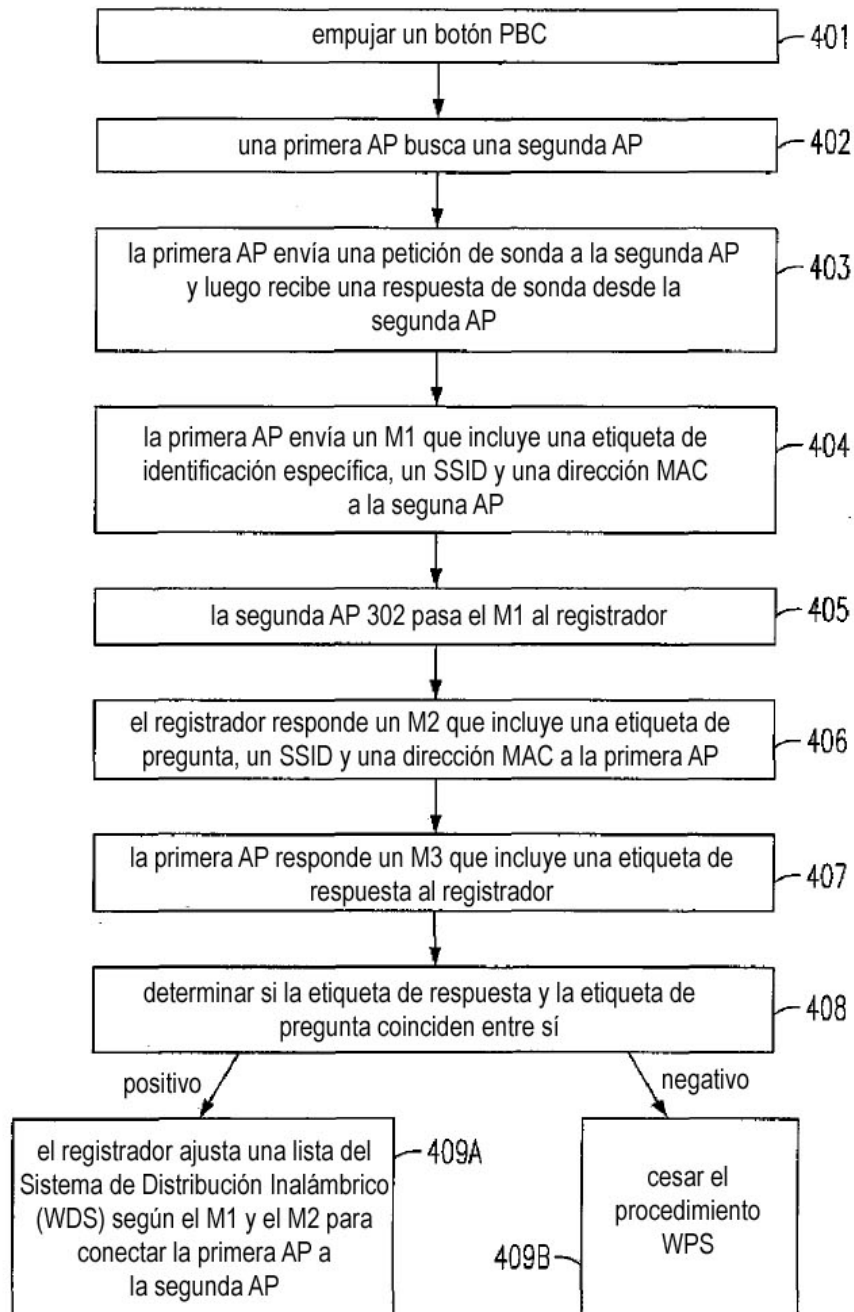 empujar un botón PBC
401
una primera AP busca una segunda AP
402
la primera AP envía una petición de sonda a la segunda AP
y luego recibe una respuesta de sonda desde la
segunda AP
403
la primera AP envía un M1 que incluye una etiqueta de
identificación específica, un SSID y una dirección MAC
a la seguna AP
404
la segunda AP 302 pasa el M1 al registrador
405
el registrador responde un M2 que incluye una etiqueta de
pregunta, un SSID y una dirección MAC a la primera AP
406
la primera AP responde un M3 que incluye una etiqueta de
respuesta al registrador
407
determinar si la etiqueta de respuesta y la etiqueta de
pregunta coinciden entre sí
408
positivo
negativo
el registrador ajusta una lista del
Sistema de Distribución Inalámbrico
(WDS) según el M1 y el M2 para
conectar la primera AP a
la segunda AP
409A
cesar el
procedimiento
WPS
409B